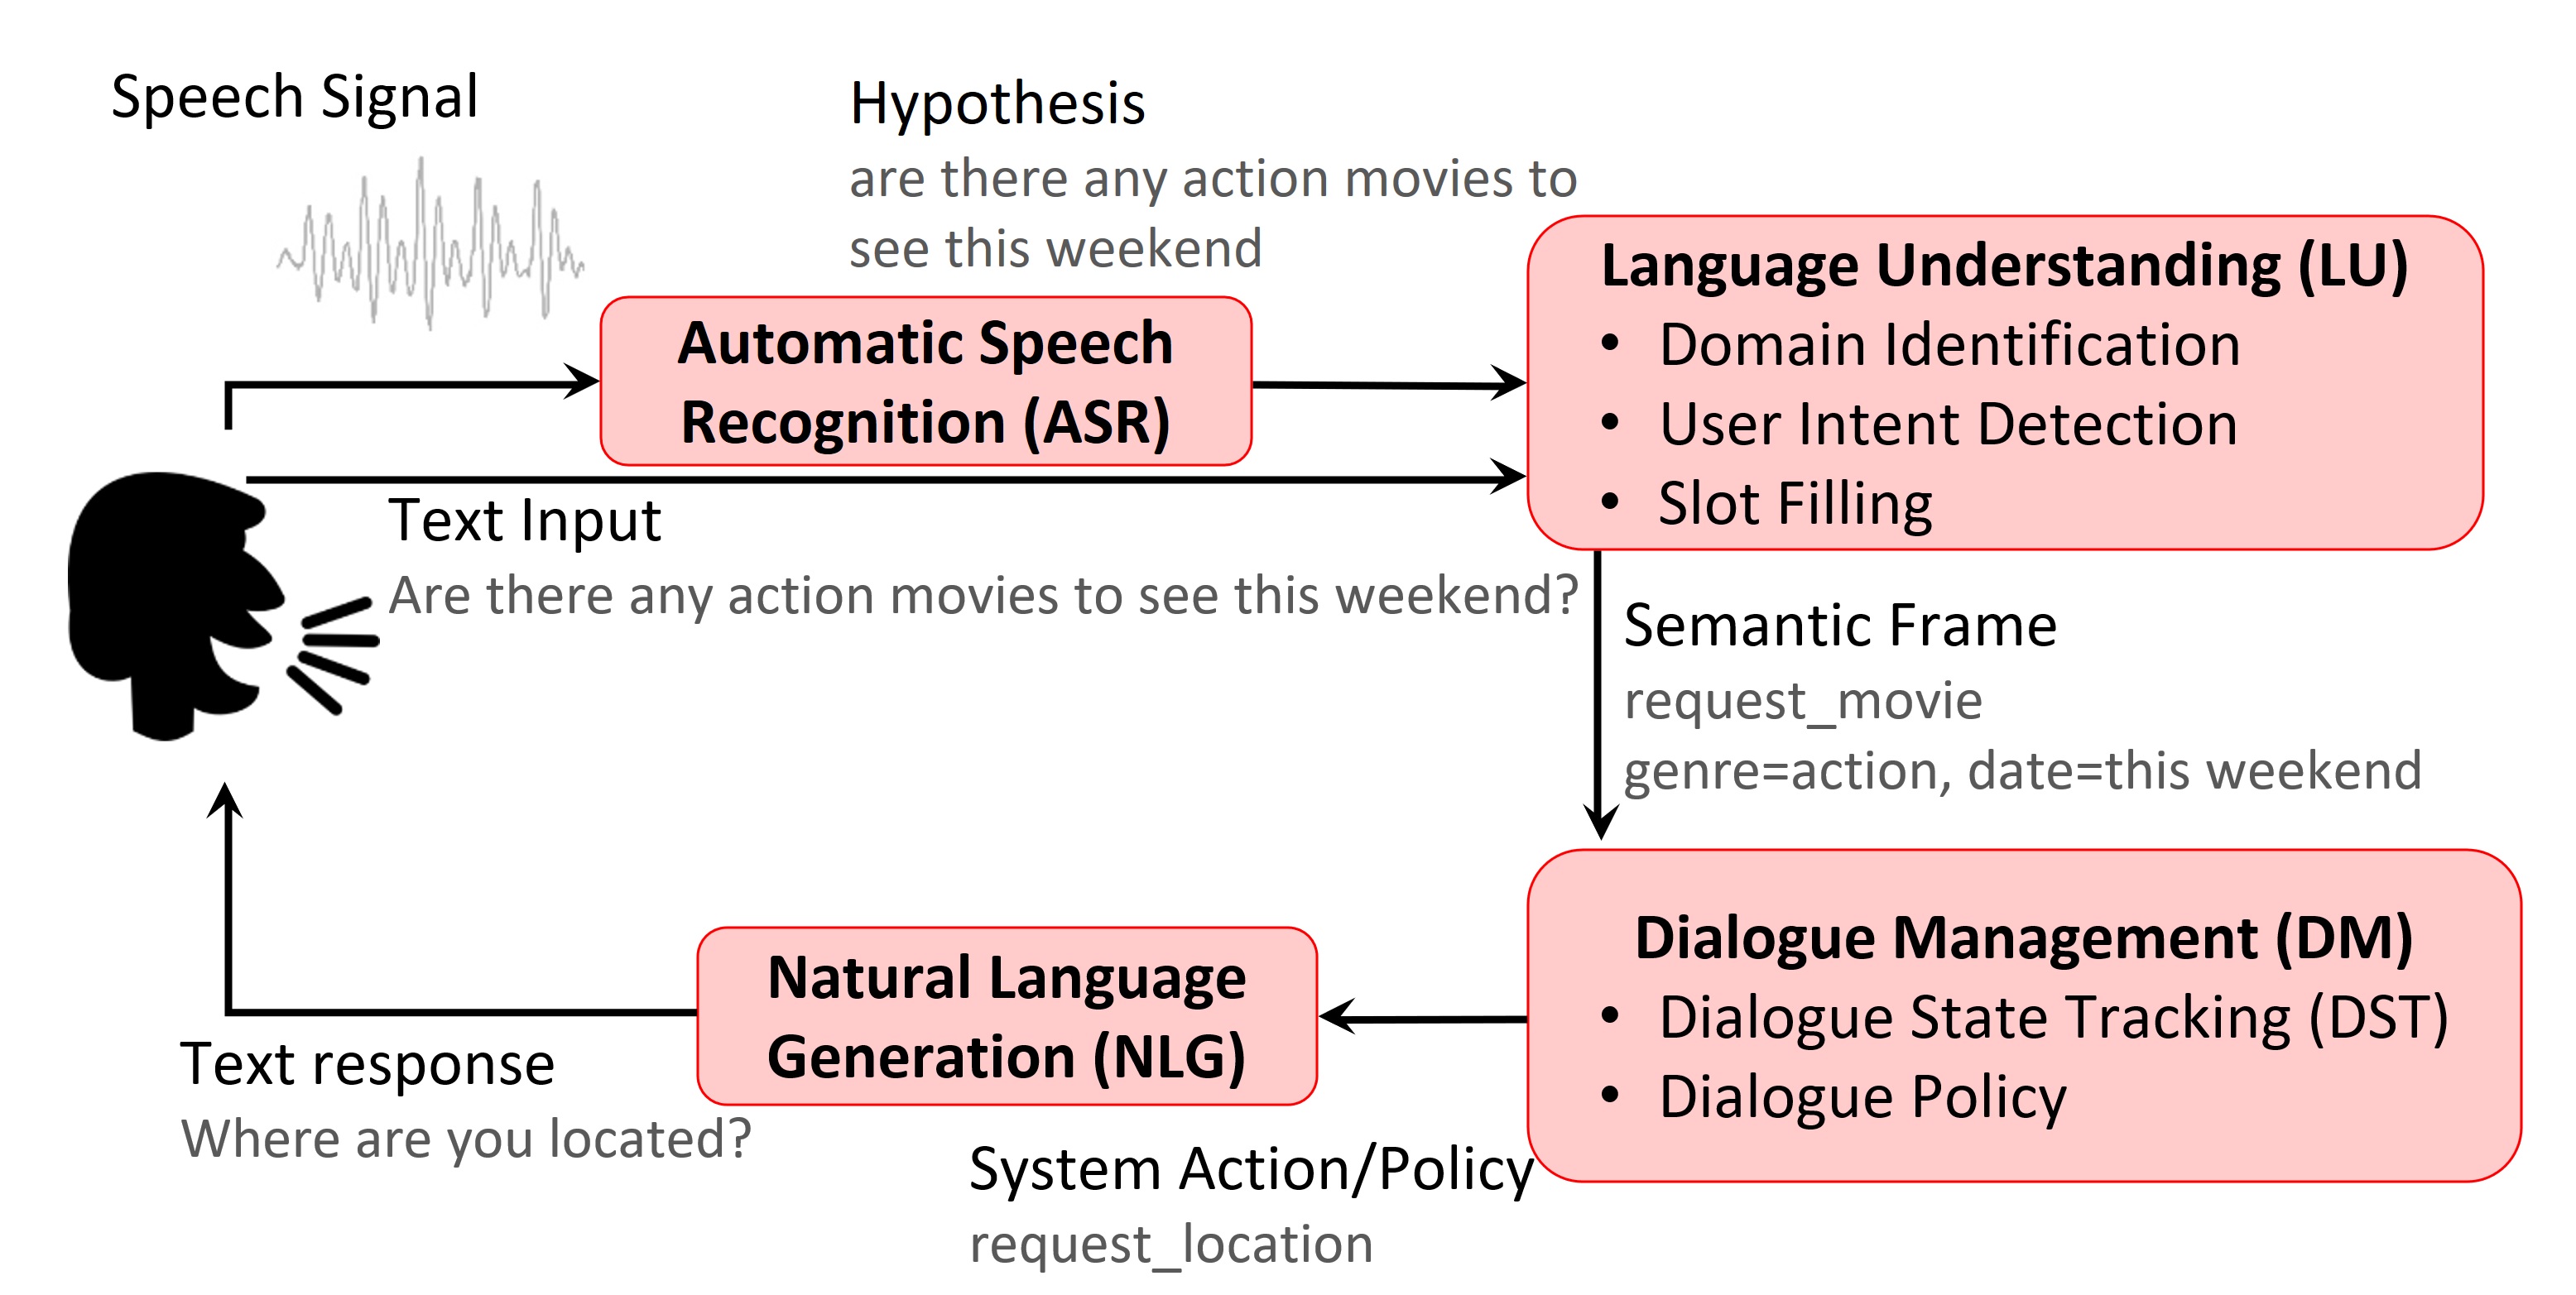 Speech Signal
Hypothesis
are there any action movies to
see this weekend
Automatic Speech
Recognition (ASR)
Language Understanding (LU)
• Domain Identification
• User Intent Detection
• Slot Filling
Text Input
Are there any action movies to see this weekend?
Semantic Frame
request_movie
genre=action, date=this weekend
Dialogue Management (DM)
• Dialogue State Tracking (DST)
• Dialogue Policy
Natural Language
Generation (NLG)
System Action/Policy
request_location
Text response
Where are you located?